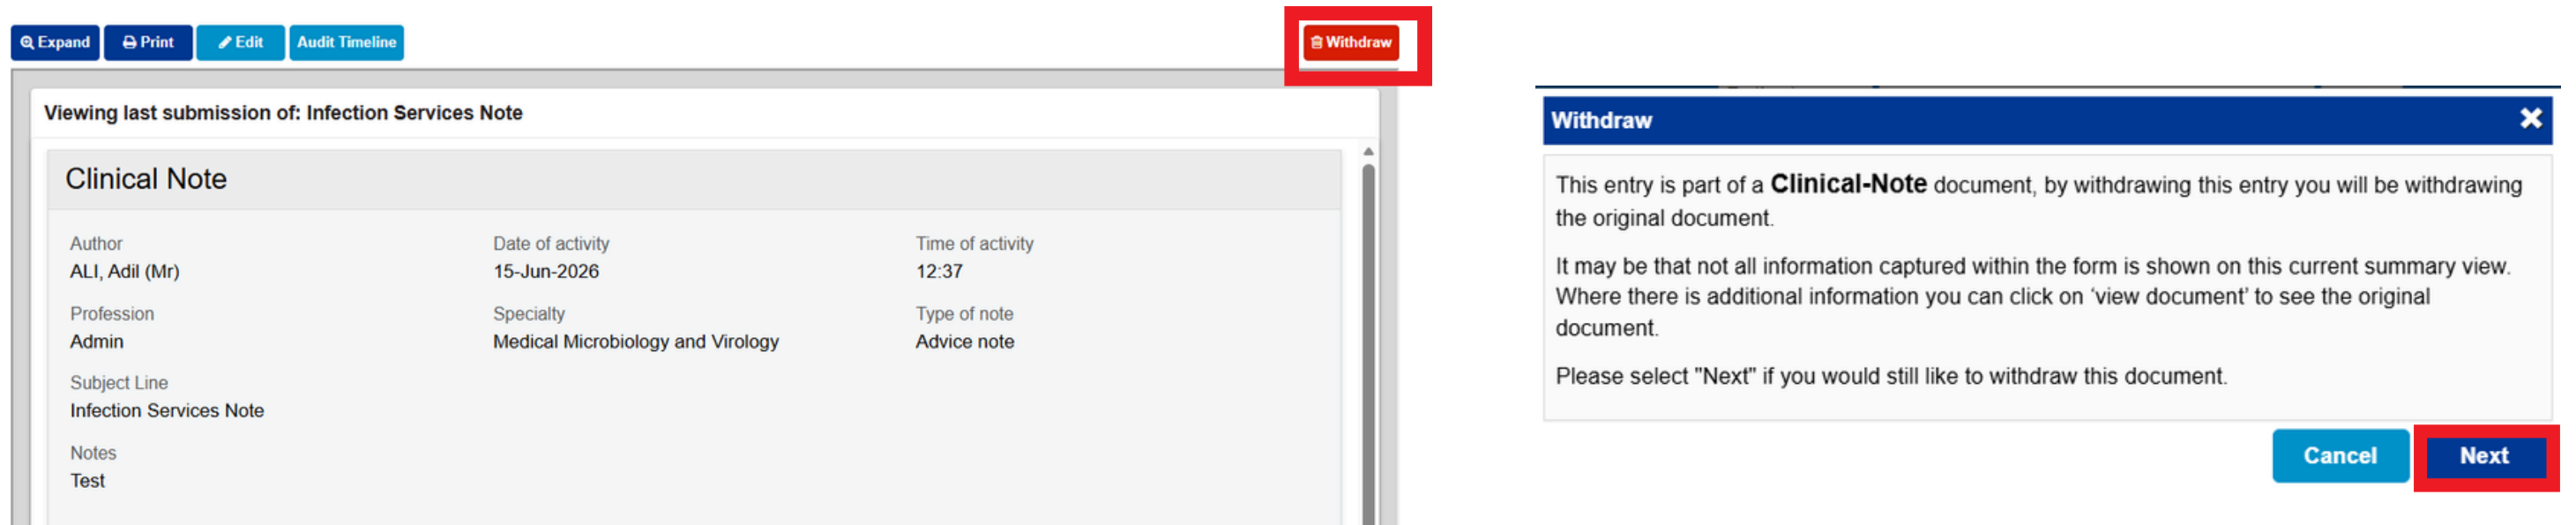 Expand Print Edit Audit Timeline Withdraw
Viewing last submission of: Infection Services Note
Clinical Note
Author Date of activity Time of activity
ALI, Adil (Mr) 15-Jun-2026 12:37
Profession Specialty Type of note
Admin Medical Microbiology and Virology Advice note
Subject Line
Infection Services Note
Notes
Test
Withdraw
This entry is part of a Clinical-Note document, by withdrawing this entry you will be withdrawing
the original document.
It may be that not all information captured within the form is shown on this current summary view.
Where there is additional information you can click on ‘view document’ to see the original
document.
Please select "Next" if you would still like to withdraw this document.
Cancel Next